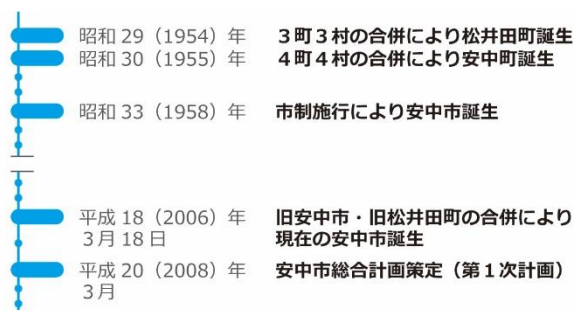 昭和 29（1954）年　３町３村の合併により松井田町誕生
昭和 30（1955）年　４町４村の合併により安中町誕生
昭和 33（1958）年　市制施行により安中市誕生
平成 18（2006）年　旧安中市・旧松井田町の合併により
３月 18 日　現在の安中市誕生
平成 20（2008）年　安中市総合計画策定（第１次計画）
３月